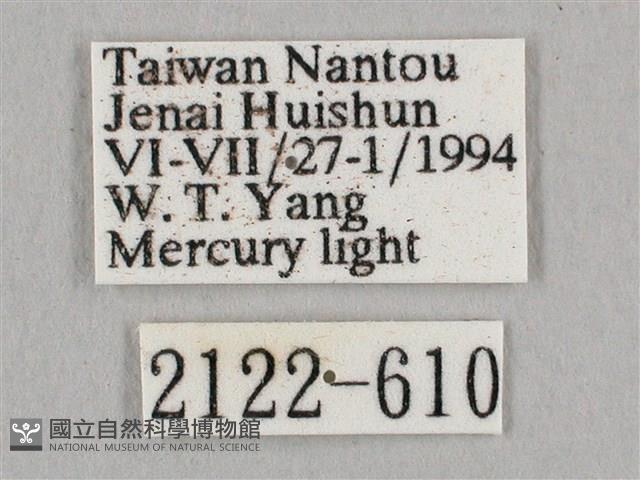 Taiwan Nantou
Jenai Huishun
VI-VII/27-1/1994
W. T. Yang
Mercury light
2122-610
國立自然科學博物館
NATIONAL MUSEUM OF NATURAL SCIENCE